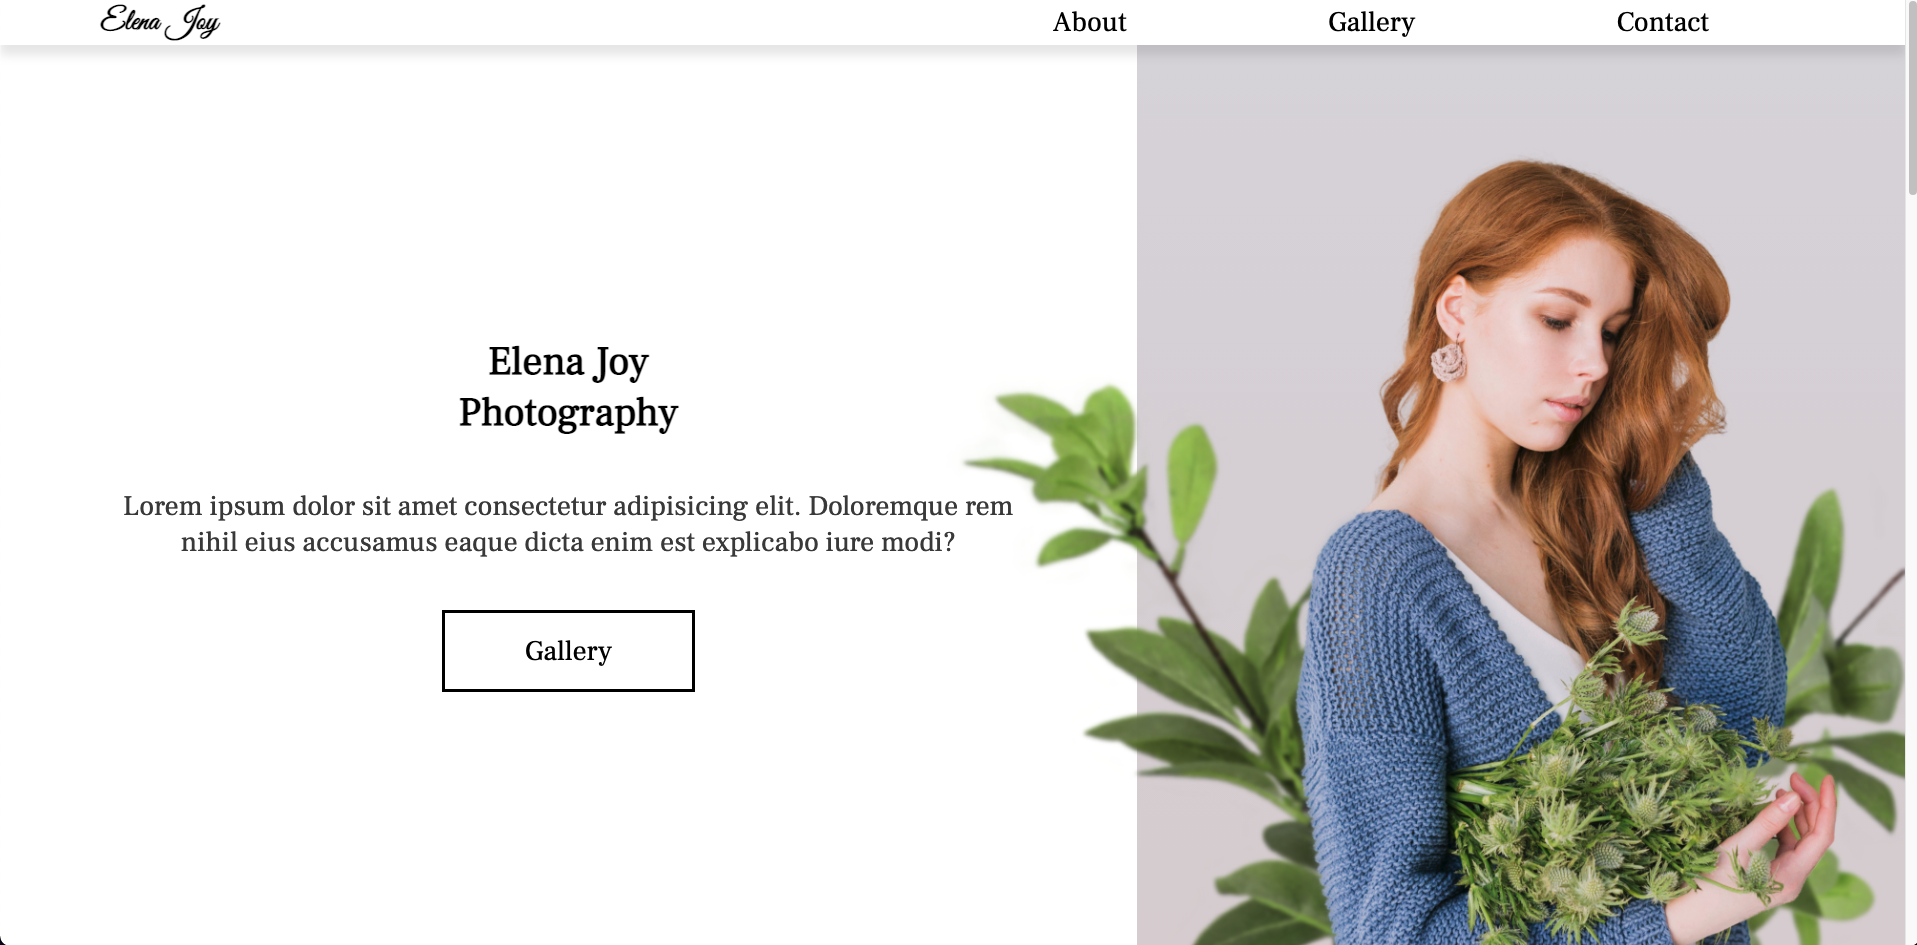 Elena Joy
About
Gallery
Contact
Elena Joy
Photography
Lorem ipsum dolor sit amet consectetur adipisicing elit. Doloremque rem
nihil eius accusamus eaque dicta enim est explicabo iure modi?
Gallery